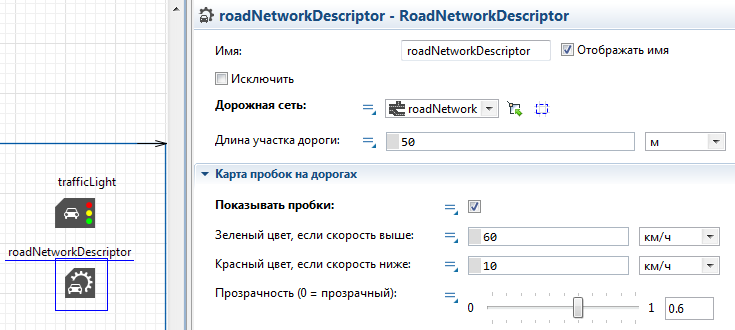 roadNetworkDescriptor - RoadNetworkDescriptor
Имя: roadNetworkDescriptor Отображать имя
Исключить
Дорожная сеть: roadNetwork
Длина участка дороги: 50 м
Карта пробок на дорогах
trafficLight
Показывать пробки:
roadNetworkDescriptor
Зеленый цвет, если скорость выше: 60 км/ч
Красный цвет, если скорость ниже: 10 км/ч
Прозрачность (0 = прозрачный): 0 1 0.6